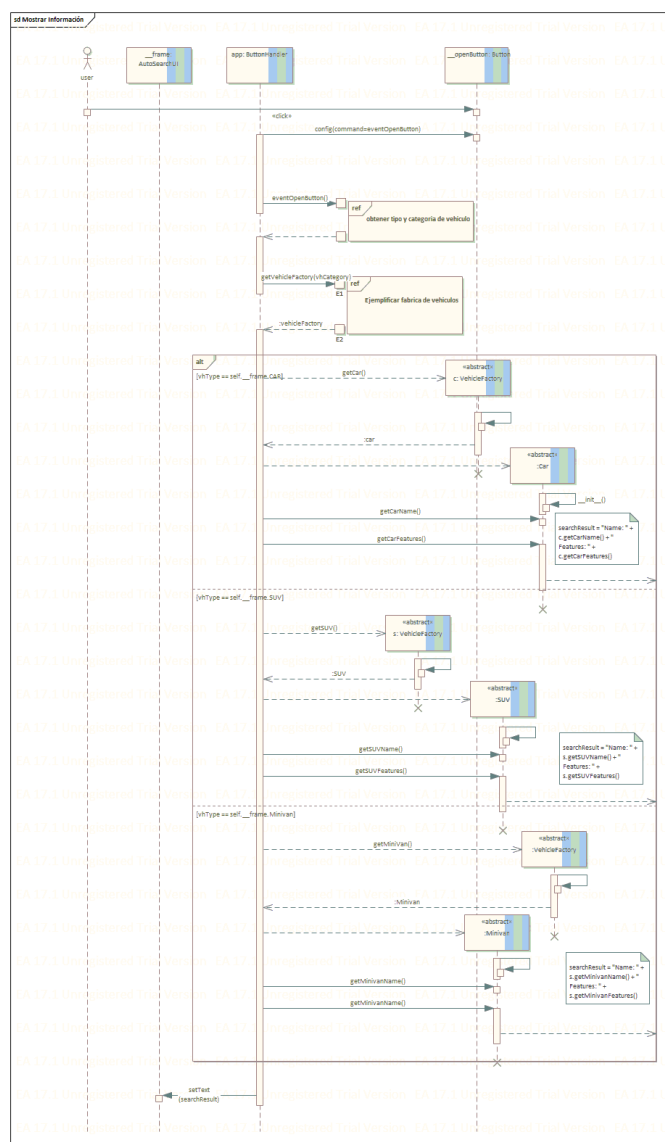 sd Mostrar Información
user
__frame:
AutoSearchUI
app: ButtonHandler
__openButton: Button
«click»
config(command=eventOpenButton)
eventOpenButton()
ref
obtener tipo y categoria de vehiculo
getVehicleFactory(vhCategory)
E1
ref
Ejemplificar fabrica de vehiculos
:vehicleFactory
E2
alt
[vhType == self.__frame.CAR]
getCar()
«abstract»
c: VehicleFactory
:car
«abstract»
:Car
__init__()
getCarName()
getCarFeatures()
searchResult = "Name: " +
c.getCarName() + "
Features: " +
c.getCarFeatures()
[vhType == self.__frame.SUV]
getSUV()
«abstract»
s: VehicleFactory
:SUV
«abstract»
:SUV
getSUVName()
getSUVFeatures()
searchResult = "Name: " +
s.getSUVName() + "
Features: " +
s.getSUVFeatures()
[vhType == self.__frame.Minivan]
getMinivan()
«abstract»
:VehicleFactory
:Minivan
«abstract»
:Minivan
getMinivanName()
getMinivanName()
searchResult = "Name: " +
s.getMinivanName() + "
Features: " +
s.getMinivanFeatures()
setText
(searchResult)